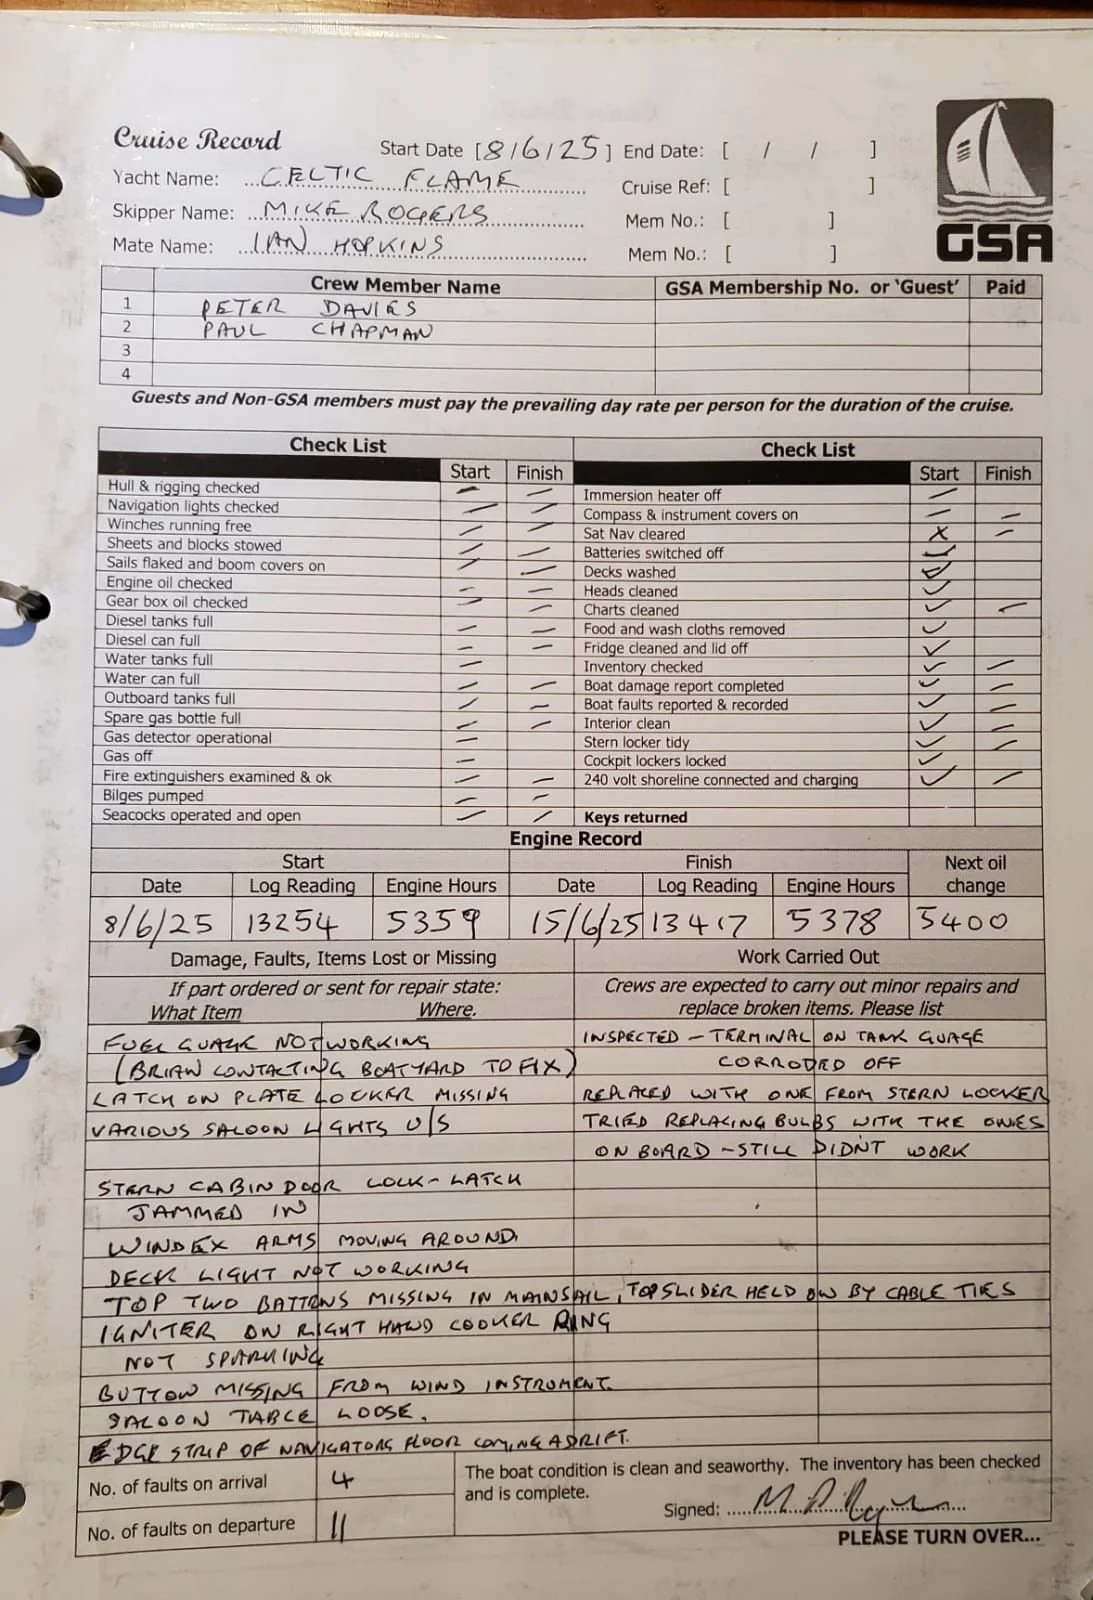 Cruise Record Start Date [8/6/25] End Date: [ / / ]
Yacht Name: CELTIC FLAME Cruise Ref: [ ]
Skipper Name: MIKE ROGERS Mem No.: [ ]
Mate Name: IAN HOPKINS Mem No.: [ ]
GSA
Crew Member Name GSA Membership No. or 'Guest' Paid
1 PETER DAVIES
2 PAUL CHAPMAN
3
4
Guests and Non-GSA members must pay the prevailing day rate per person for the duration of the cruise.
Check List
Start Finish
Hull & rigging checked
Navigation lights checked
Winches running free
Sheets and blocks stowed
Sails flaked and boom covers on
Engine oil checked
Gear box oil checked
Diesel tanks full
Diesel can full
Water tanks full
Water can full
Outboard tanks full
Spare gas bottle full
Gas detector operational
Gas off
Fire extinguishers examined & ok
Bilges pumped
Seacocks operated and open
Check List
Start Finish
Immersion heater off
Compass & instrument covers on
Sat Nav cleared
Batteries switched off
Decks washed
Heads cleaned
Charts cleaned
Food and wash cloths removed
Fridge cleaned and lid off
Inventory checked
Boat damage report completed
Boat faults reported & recorded
Interior clean
Stern locker tidy
Cockpit lockers locked
240 volt shoreline connected and charging
Keys returned
Engine Record
Start Finish Next oil
Date Log Reading Engine Hours Date Log Reading Engine Hours change
8/6/25 13254 5359 15/6/25 13417 5378 5400
Damage, Faults, Items Lost or Missing Work Carried Out
If part ordered or sent for repair state: Crews are expected to carry out minor repairs and
What Item Where. replace broken items. Please list
FUEL GUAGE NOT WORKING INSPECTED - TERMINAL ON TANK GUAGE
(BRIAN CONTACTING BOATYARD TO FIX) CORRODED OFF
LATCH ON PLATE LOCKER MISSING REPLACED WITH ONE FROM STERN LOCKER
VARIOUS SALOON LIGHTS U/S TRIED REPLACING BULBS WITH THE ONES
ON BOARD - STILL DIDN'T WORK
STERN CABIN DOOR LOCK - LATCH
JAMMED IN
WINDEX ARMS MOVING AROUND.
DECK LIGHT NOT WORKING
TOP TWO BATTONS MISSING IN MAINSAIL, TOP SLIDER HELD ON BY CABLE TIES
IGNITER ON RIGHT HAND COOKER RING
NOT SPARKING
BUTTON MISSING FROM WIND INSTRUMENT.
SALOON TABLE LOOSE.
EDGE STRIP OF NAVIGATORS FLOOR COMING ADRIFT.
No. of faults on arrival 4
No. of faults on departure 11
The boat condition is clean and seaworthy. The inventory has been checked
and is complete.
Signed:
PLEASE TURN OVER...